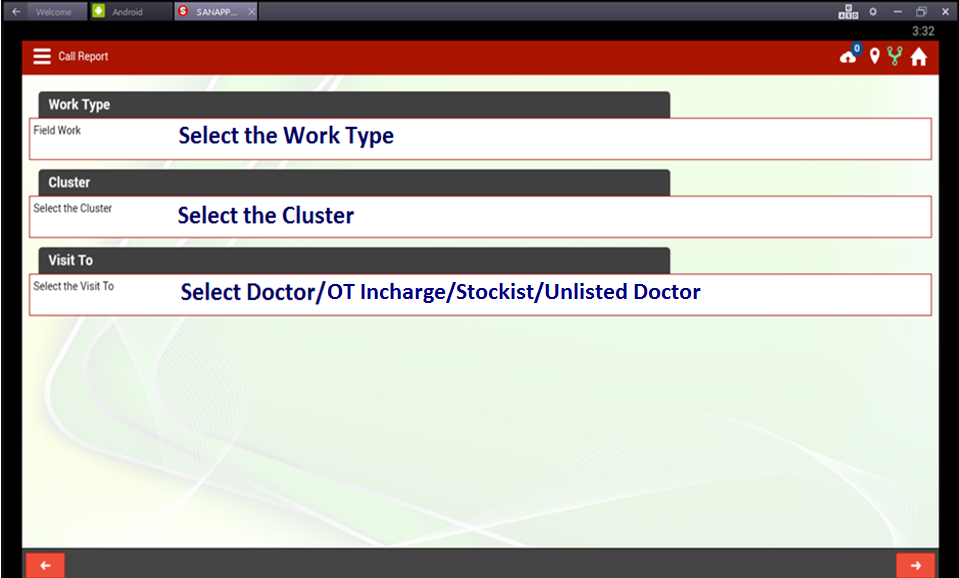 Welcome
Android
SANAPP...
3:32
Call Report
0
Work Type
Field Work
Select the Work Type
Cluster
Select the Cluster
Select the Cluster
Visit To
Select the Visit To
Select Doctor/OT Incharge/Stockist/Unlisted Doctor